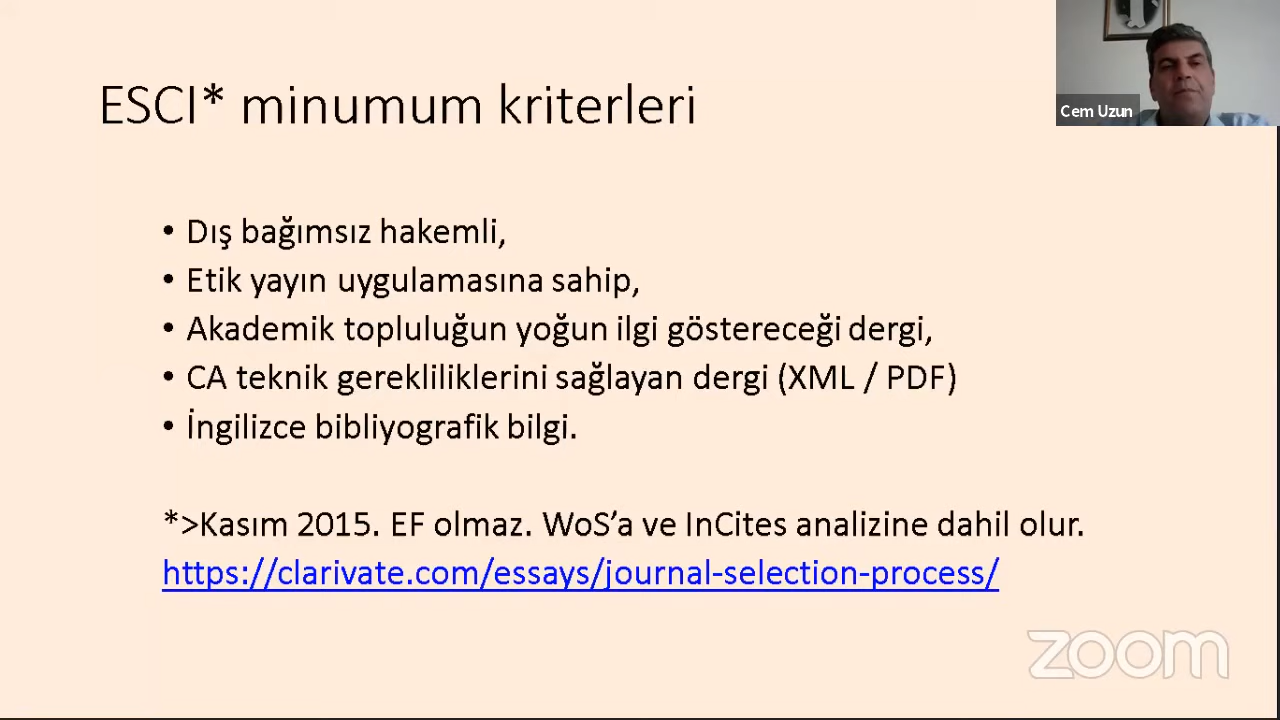 ESCI* minumum kriterleri
Cem Uzun
• Dış bağımsız hakemli,
• Etik yayın uygulamasına sahip,
• Akademik topluluğun yoğun ilgi göstereceği dergi,
• CA teknik gerekliliklerini sağlayan dergi (XML / PDF)
• İngilizce bibliyografik bilgi.
*>Kasım 2015. EF olmaz. WoS’a ve InCites analizine dahil olur.
https://clarivate.com/essays/journal-selection-process/
zoom